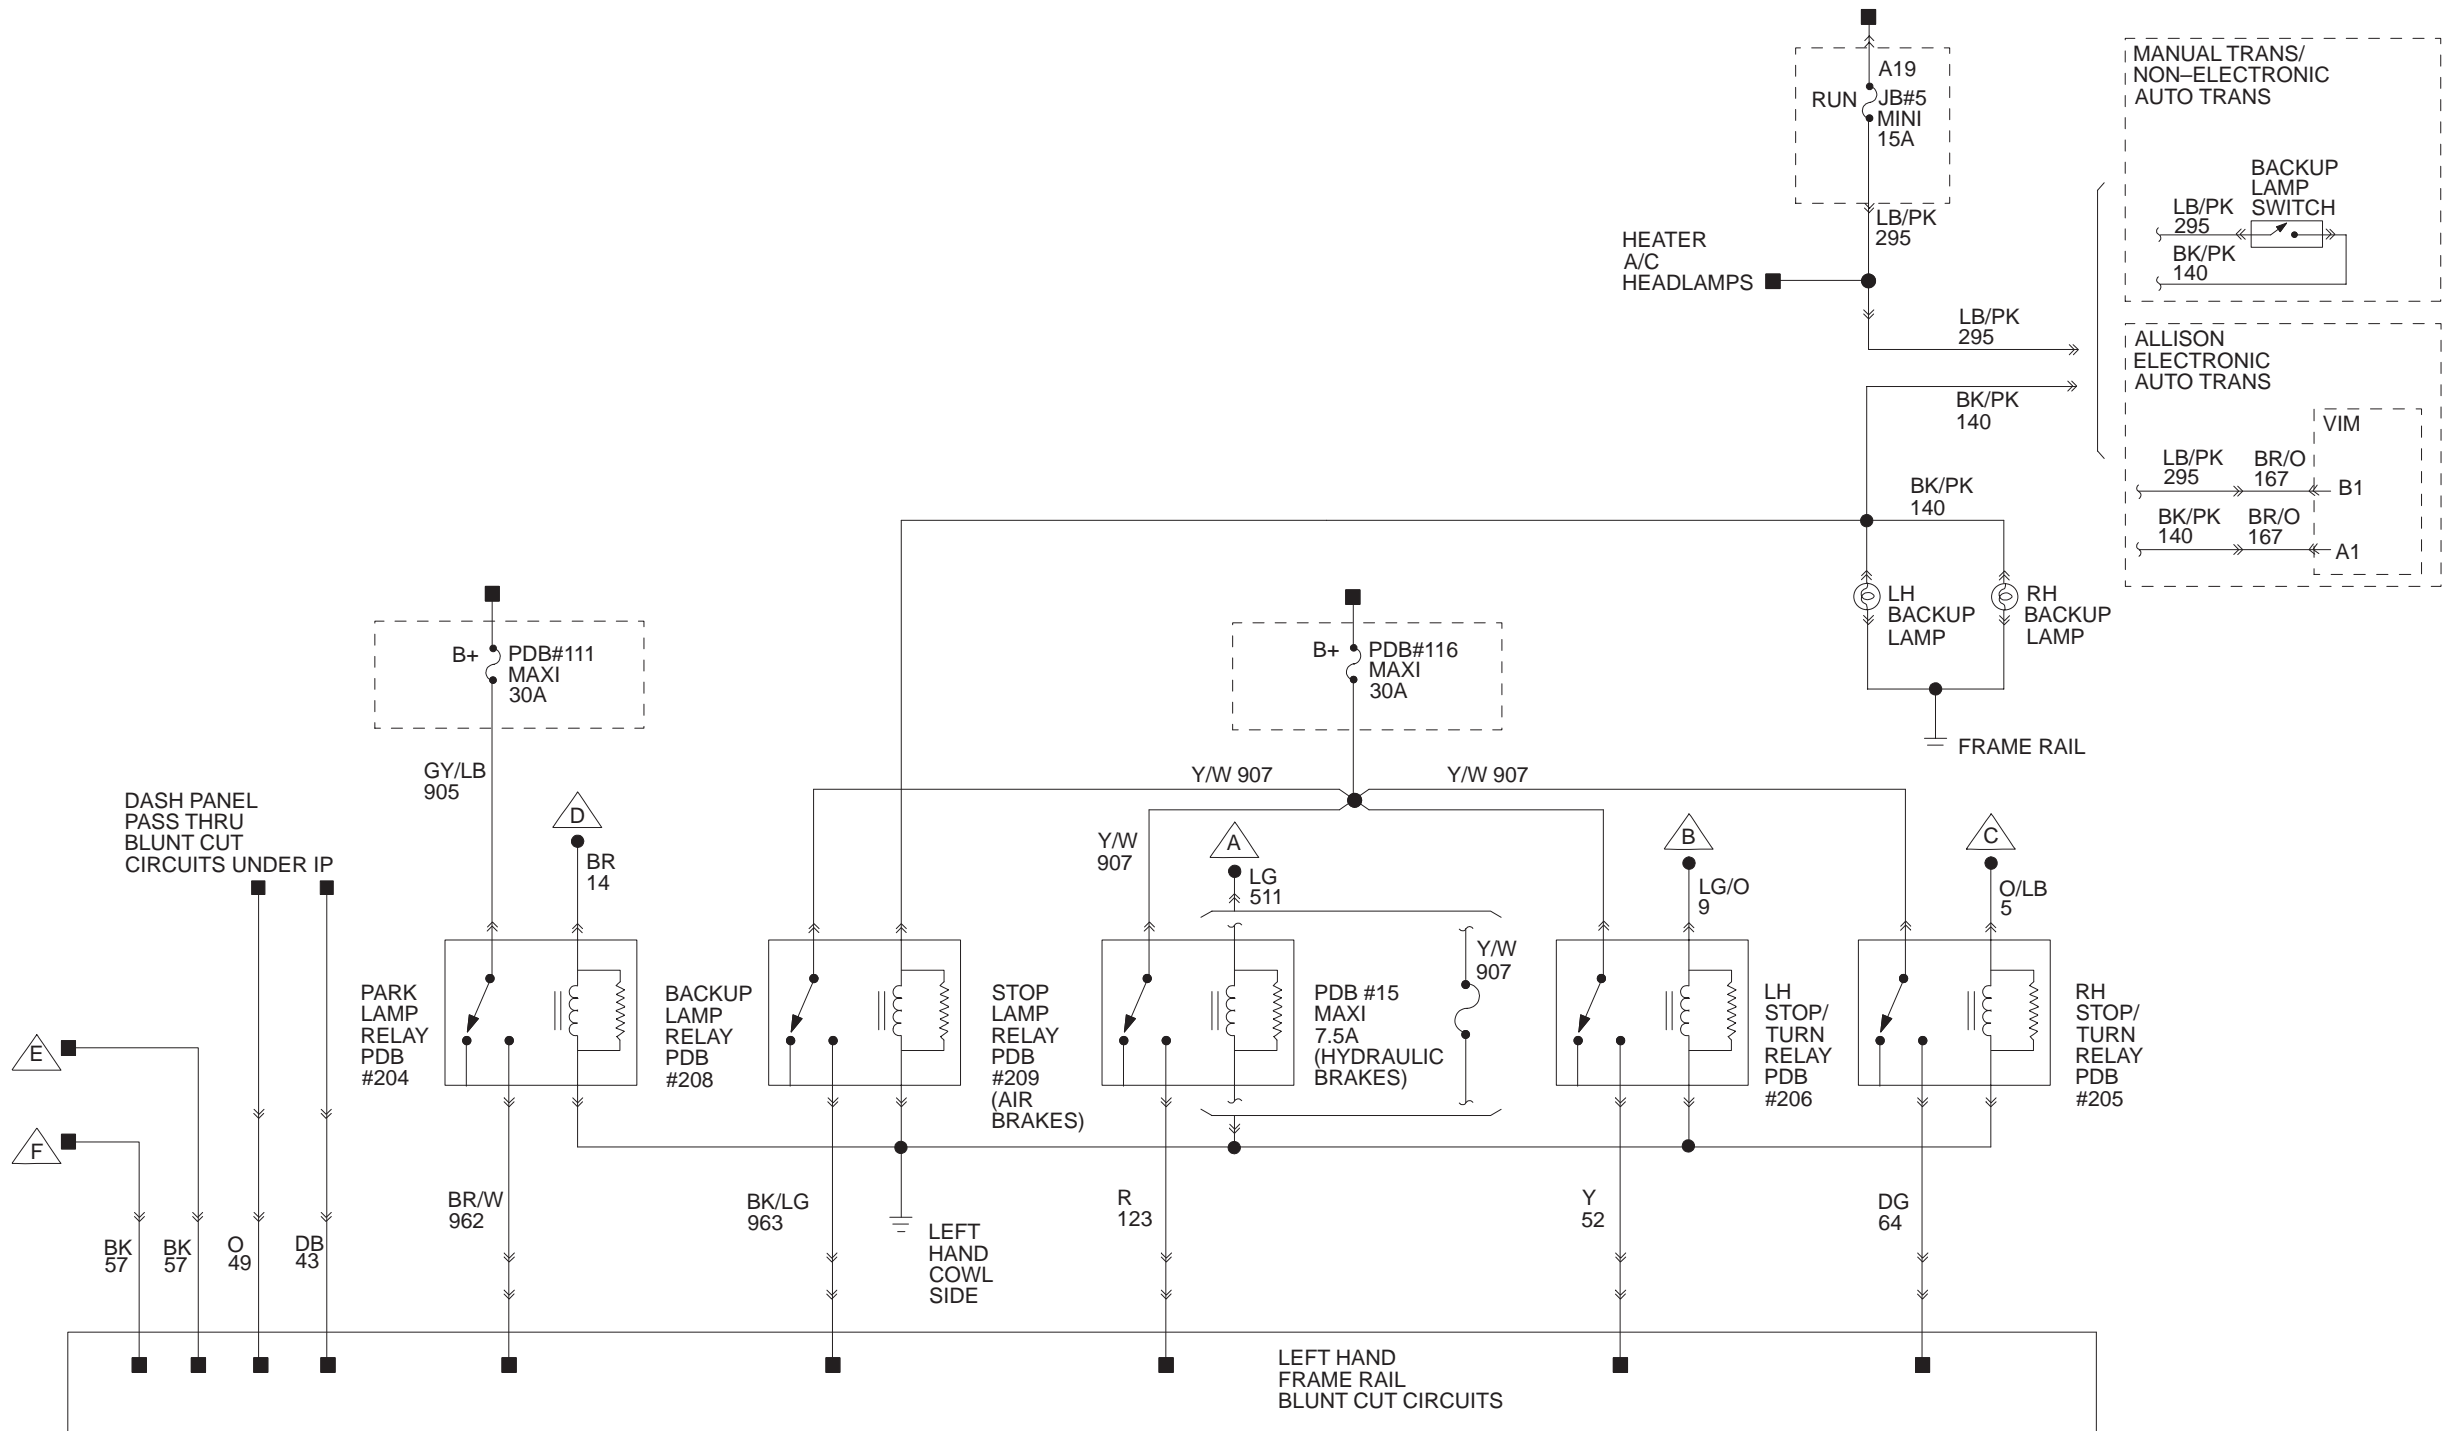 A19
RUN
JB#5
MINI
15A
LB/PK
295
HEATER
A/C
HEADLAMPS
LB/PK
295
BK/PK
140
BK/PK
140
MANUAL TRANS/
NON–ELECTRONIC
AUTO TRANS
BACKUP
LAMP
SWITCH
LB/PK
295
BK/PK
140
ALLISON
ELECTRONIC
AUTO TRANS
VIM
LB/PK
295
BR/O
167
B1
BK/PK
140
BR/O
167
A1
LH
BACKUP
LAMP
RH
BACKUP
LAMP
FRAME RAIL
B+
PDB#111
MAXI
30A
B+
PDB#116
MAXI
30A
GY/LB
905
Y/W 907
Y/W 907
DASH PANEL
PASS THRU
BLUNT CUT
CIRCUITS UNDER IP
D
BR
14
Y/W
907
A
LG
511
B
LG/O
9
C
O/LB
5
Y/W
907
PARK
LAMP
RELAY
PDB
#204
BACKUP
LAMP
RELAY
PDB
#208
STOP
LAMP
RELAY
PDB
#209
(AIR
BRAKES)
PDB #15
MAXI
7.5A
(HYDRAULIC
BRAKES)
LH
STOP/
TURN
RELAY
PDB
#206
RH
STOP/
TURN
RELAY
PDB
#205
E
F
BK
57
BK
57
O
49
DB
43
BR/W
962
BK/LG
963
LEFT
HAND
COWL
SIDE
R
123
Y
52
DG
64
LEFT HAND
FRAME RAIL
BLUNT CUT CIRCUITS